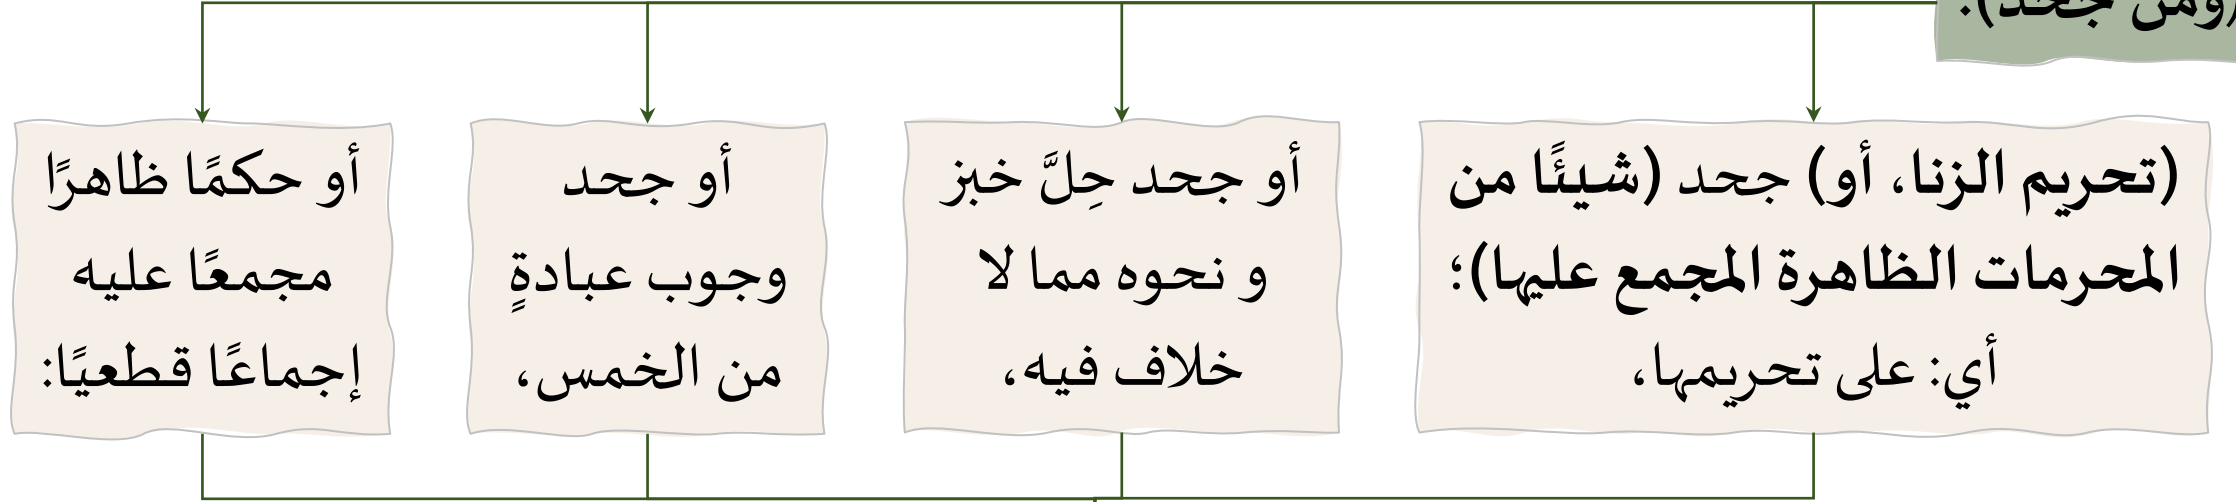 (ومن جحد):
(تحريم الزنا، أو) جحد (شيئًا من
المحرمات الظاهرة المجمع عليها)؛
أي: على تحريمها،
أو جحد حِلَّ خبز
و نحوه مما لا
خلاف فيه،
أو جحد
وجوب عبادةٍ
من الخمس،
أو حكمًا ظاهرًا
مجمعًا عليه
إجماعًا قطعيًا: